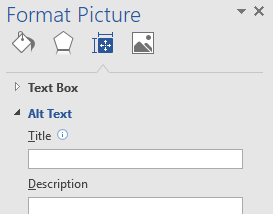 Format Picture
Text Box
Alt Text
Title
Description